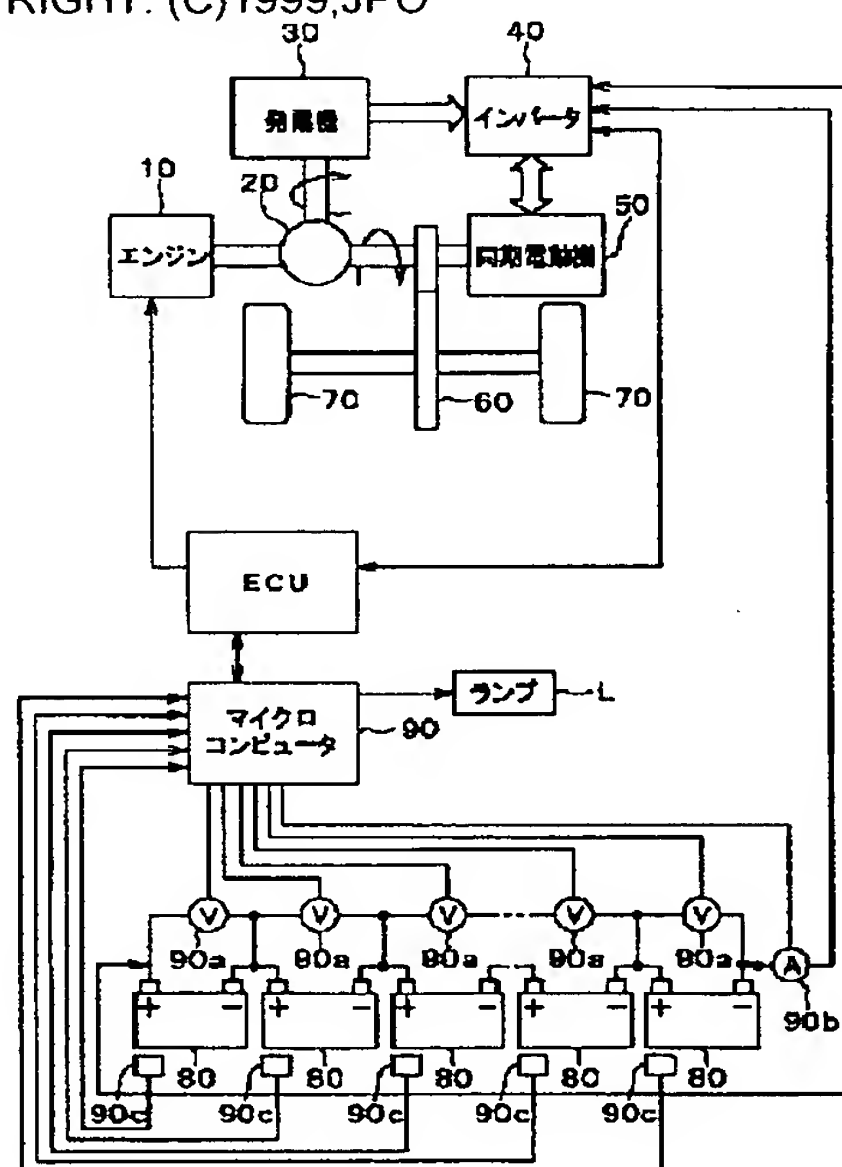 RIGHT: (C)1999,JPO
30
40
発電機
インバータ
10
20
50
エンジン
同期電動機
70
60
70
ECU
マイクロ
コンピュータ
90
ランプ
L
V
V
V
V
V
A
90a
90a
90a
90a
90a
90b
+ -
+ -
+ -
+ -
+ -
80
80
80
80
80
90c
90c
90c
90c
90c